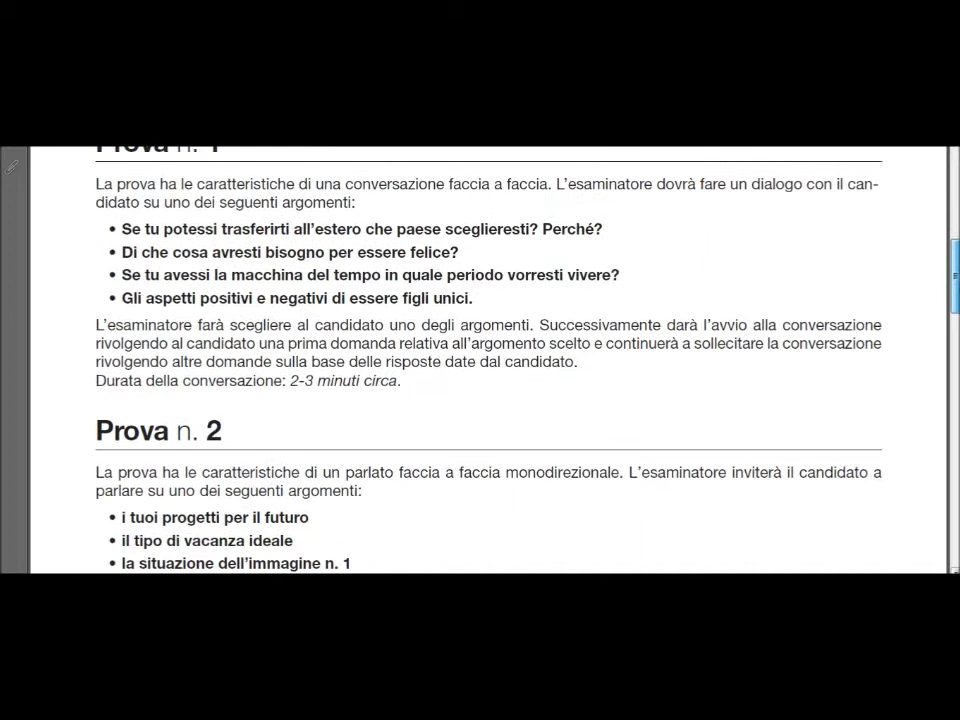 Prova n. 1
La prova ha le caratteristiche di una conversazione faccia a faccia. L'esaminatore dovrà fare un dialogo con il can-
didato su uno dei seguenti argomenti:
• Se tu potessi trasferirti all'estero che paese sceglieresti? Perché?
• Di che cosa avresti bisogno per essere felice?
• Se tu avessi la macchina del tempo in quale periodo vorresti vivere?
• Gli aspetti positivi e negativi di essere figli unici.
L'esaminatore farà scegliere al candidato uno degli argomenti. Successivamente darà l'avvio alla conversazione
rivolgendo al candidato una prima domanda relativa all'argomento scelto e continuerà a sollecitare la conversazione
rivolgendo altre domande sulla base delle risposte date dal candidato.
Durata della conversazione: 2-3 minuti circa.
Prova n. 2
La prova ha le caratteristiche di un parlato faccia a faccia monodirezionale. L'esaminatore inviterà il candidato a
parlare su uno dei seguenti argomenti:
• i tuoi progetti per il futuro
• il tipo di vacanza ideale
• la situazione dell'immagine n. 1